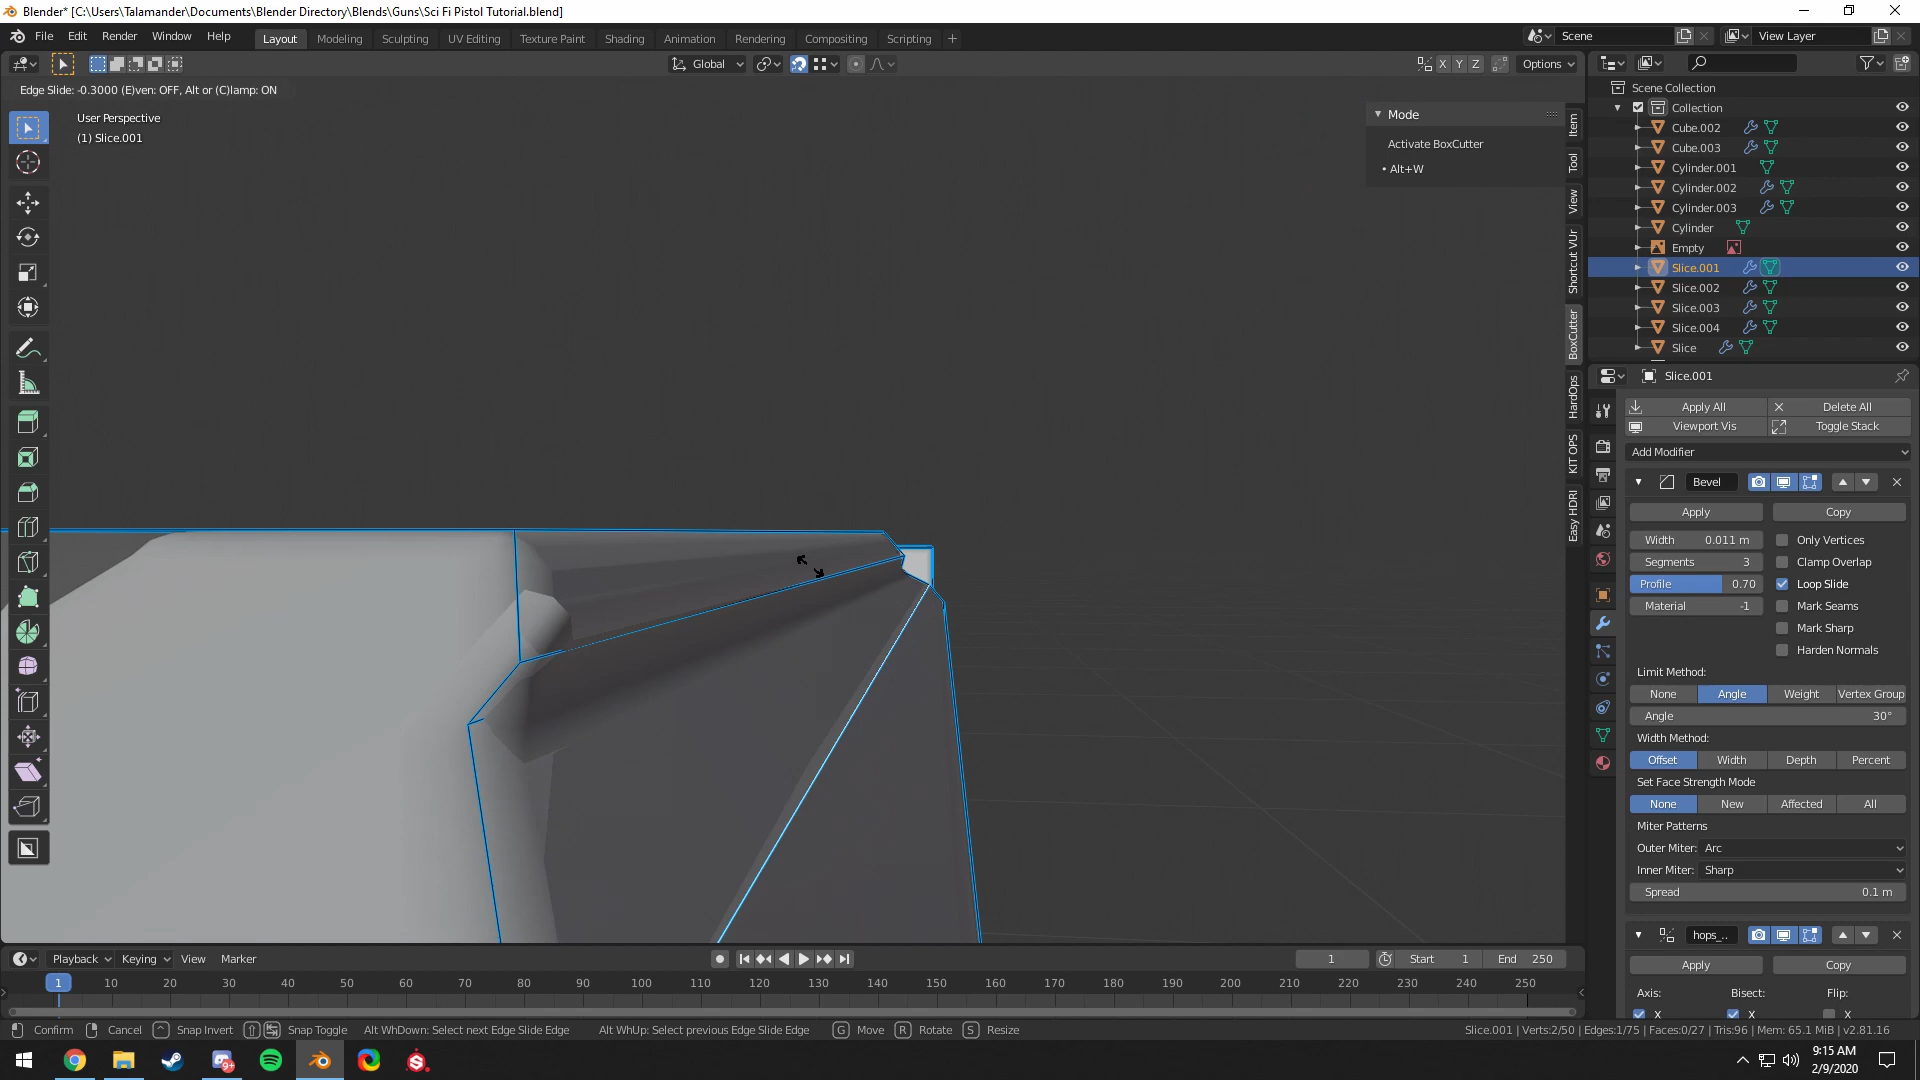 Blender* [C:\Users\Talamander\Documents\Blender Directory\Blends\Guns\Sci Fi Pistol Tutorial.blend]
File Edit Render Window Help Layout Modeling Sculpting UV Editing Texture Paint Shading Animation Rendering Compositing Scripting + Scene View Layer
Global X Y Z Options
Edge Slide: -0.3000 (E)ven: OFF, Alt or (C)lamp: ON
User Perspective
(1) Slice.001
Mode
Activate BoxCutter
• Alt+W
Item
Tool
View
Shortcut VUr
BoxCutter
HardOps
KIT OPS
Easy HDRI
Scene Collection
Collection
Cube.002
Cube.003
Cylinder.001
Cylinder.002
Cylinder.003
Cylinder
Empty
Slice.001
Slice.002
Slice.003
Slice.004
Slice
Slice.001
Apply All Delete All
Viewport Vis Toggle Stack
Add Modifier
Bevel
Apply Copy
Width 0.011 m Only Vertices
Segments 3 Clamp Overlap
Profile 0.70 Loop Slide
Material -1 Mark Seams
Mark Sharp
Harden Normals
Limit Method:
None Angle Weight Vertex Group
Angle 30°
Width Method:
Offset Width Depth Percent
Set Face Strength Mode
None New Affected All
Miter Patterns
Outer Miter: Arc
Inner Miter: Sharp
Spread 0.1 m
hops_..
Apply Copy
Axis: Bisect: Flip:
X X X
Playback Keying View Marker 1 Start 1 End 250
1 10 20 30 40 50 60 70 80 90 100 110 120 130 140 150 160 170 180 190 200 210 220 230 240 250
Confirm Cancel Snap Invert Snap Toggle Alt WhDown: Select next Edge Slide Edge Alt WhUp: Select previous Edge Slide Edge G Move R Rotate S Resize Slice.001 | Verts:2/50 | Edges:1/75 | Faces:0/27 | Tris:96 | Mem: 65.1 MiB | v2.81.16
9+
9:15 AM
2/9/2020